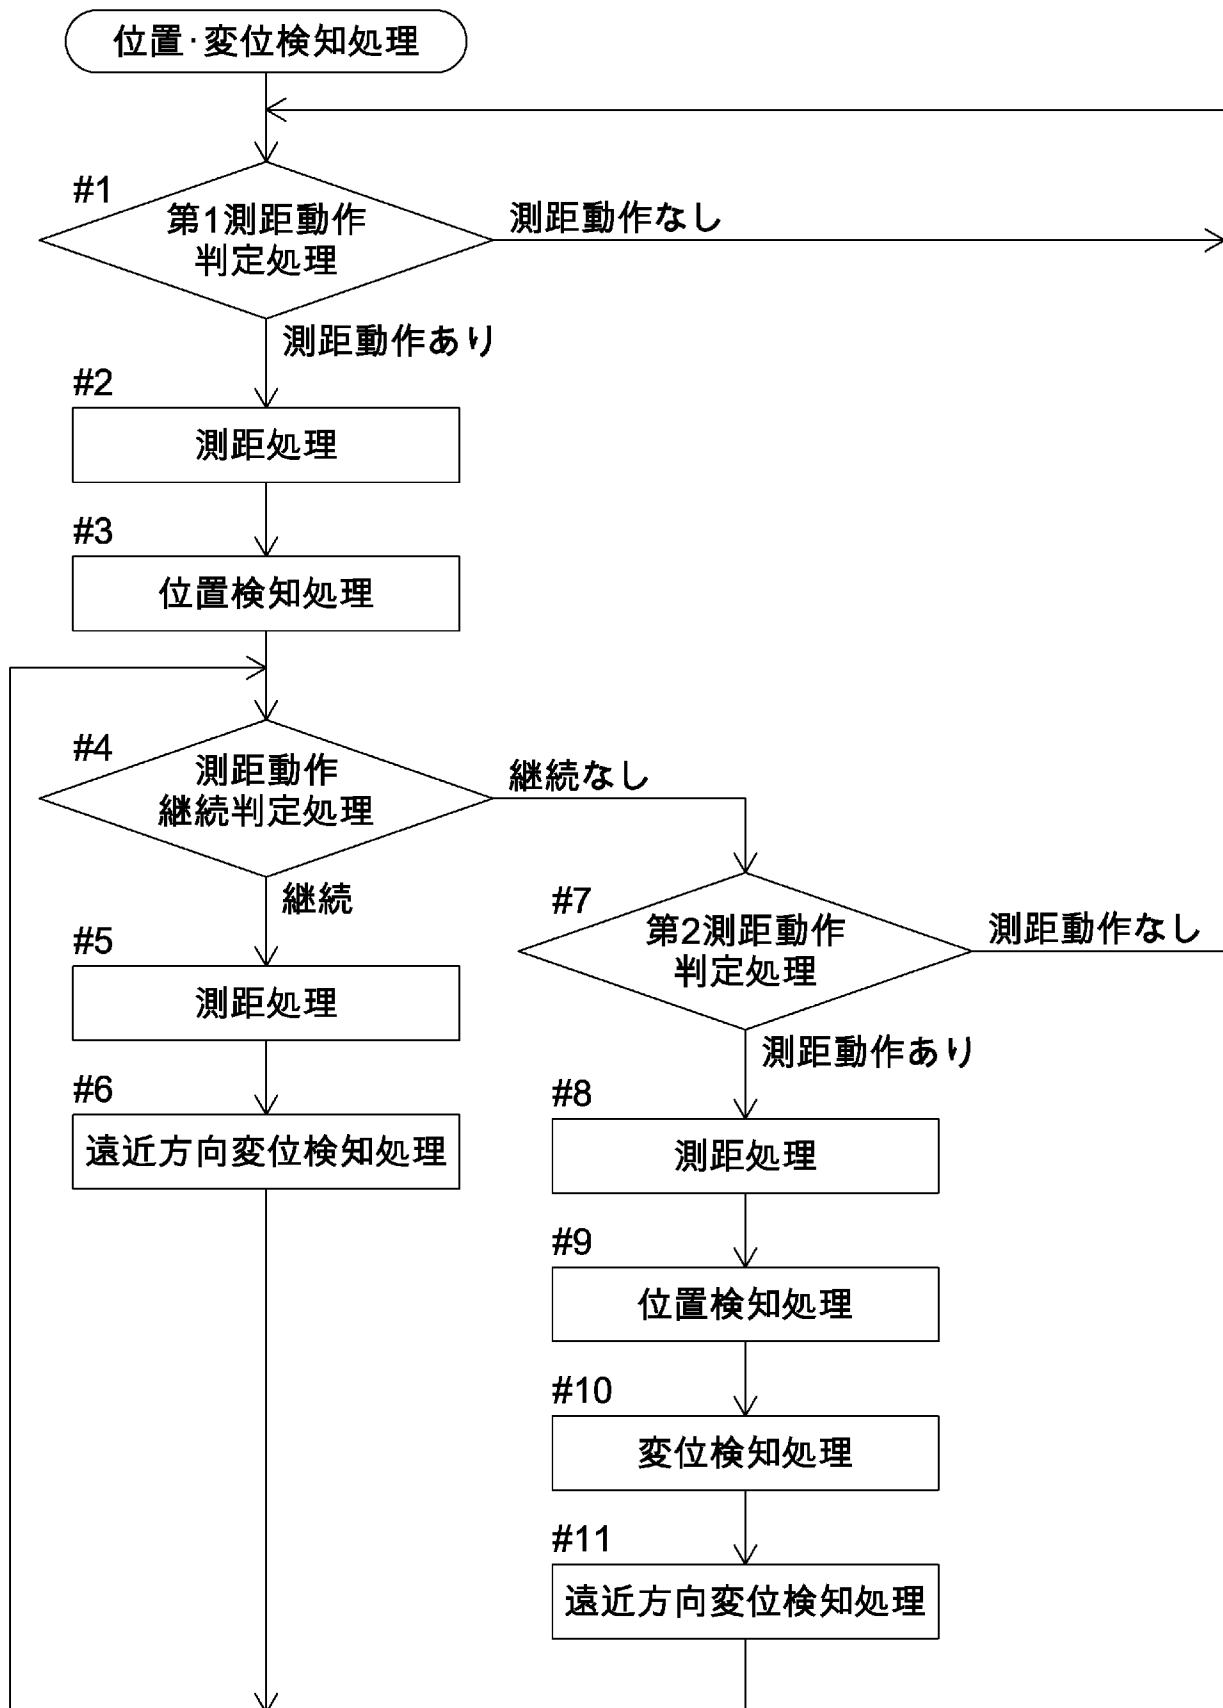 位置・変位検知処理
#1
第1測距動作
判定処理
測距動作なし
測距動作あり
#2
測距処理
#3
位置検知処理
#4
測距動作
継続判定処理
継続なし
継続
#5
測距処理
#6
遠近方向変位検知処理
#7
第2測距動作
判定処理
測距動作なし
測距動作あり
#8
測距処理
#9
位置検知処理
#10
変位検知処理
#11
遠近方向変位検知処理